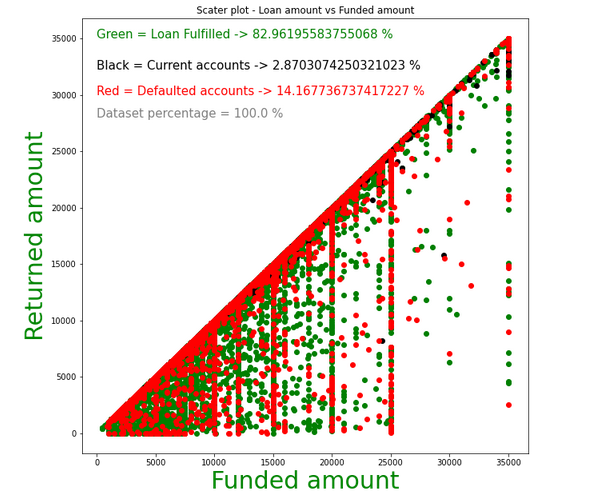 Scater plot - Loan amount vs Funded amount
Green = Loan Fulfilled -> 82.96195583755068 %
Black = Current accounts -> 2.8703074250321023 %
Red = Defaulted accounts -> 14.167736737417227 %
Dataset percentage = 100.0 %
Returned amount
35000
30000
25000
20000
15000
10000
5000
0
0 5000 10000 15000 20000 25000 30000 35000
Funded amount